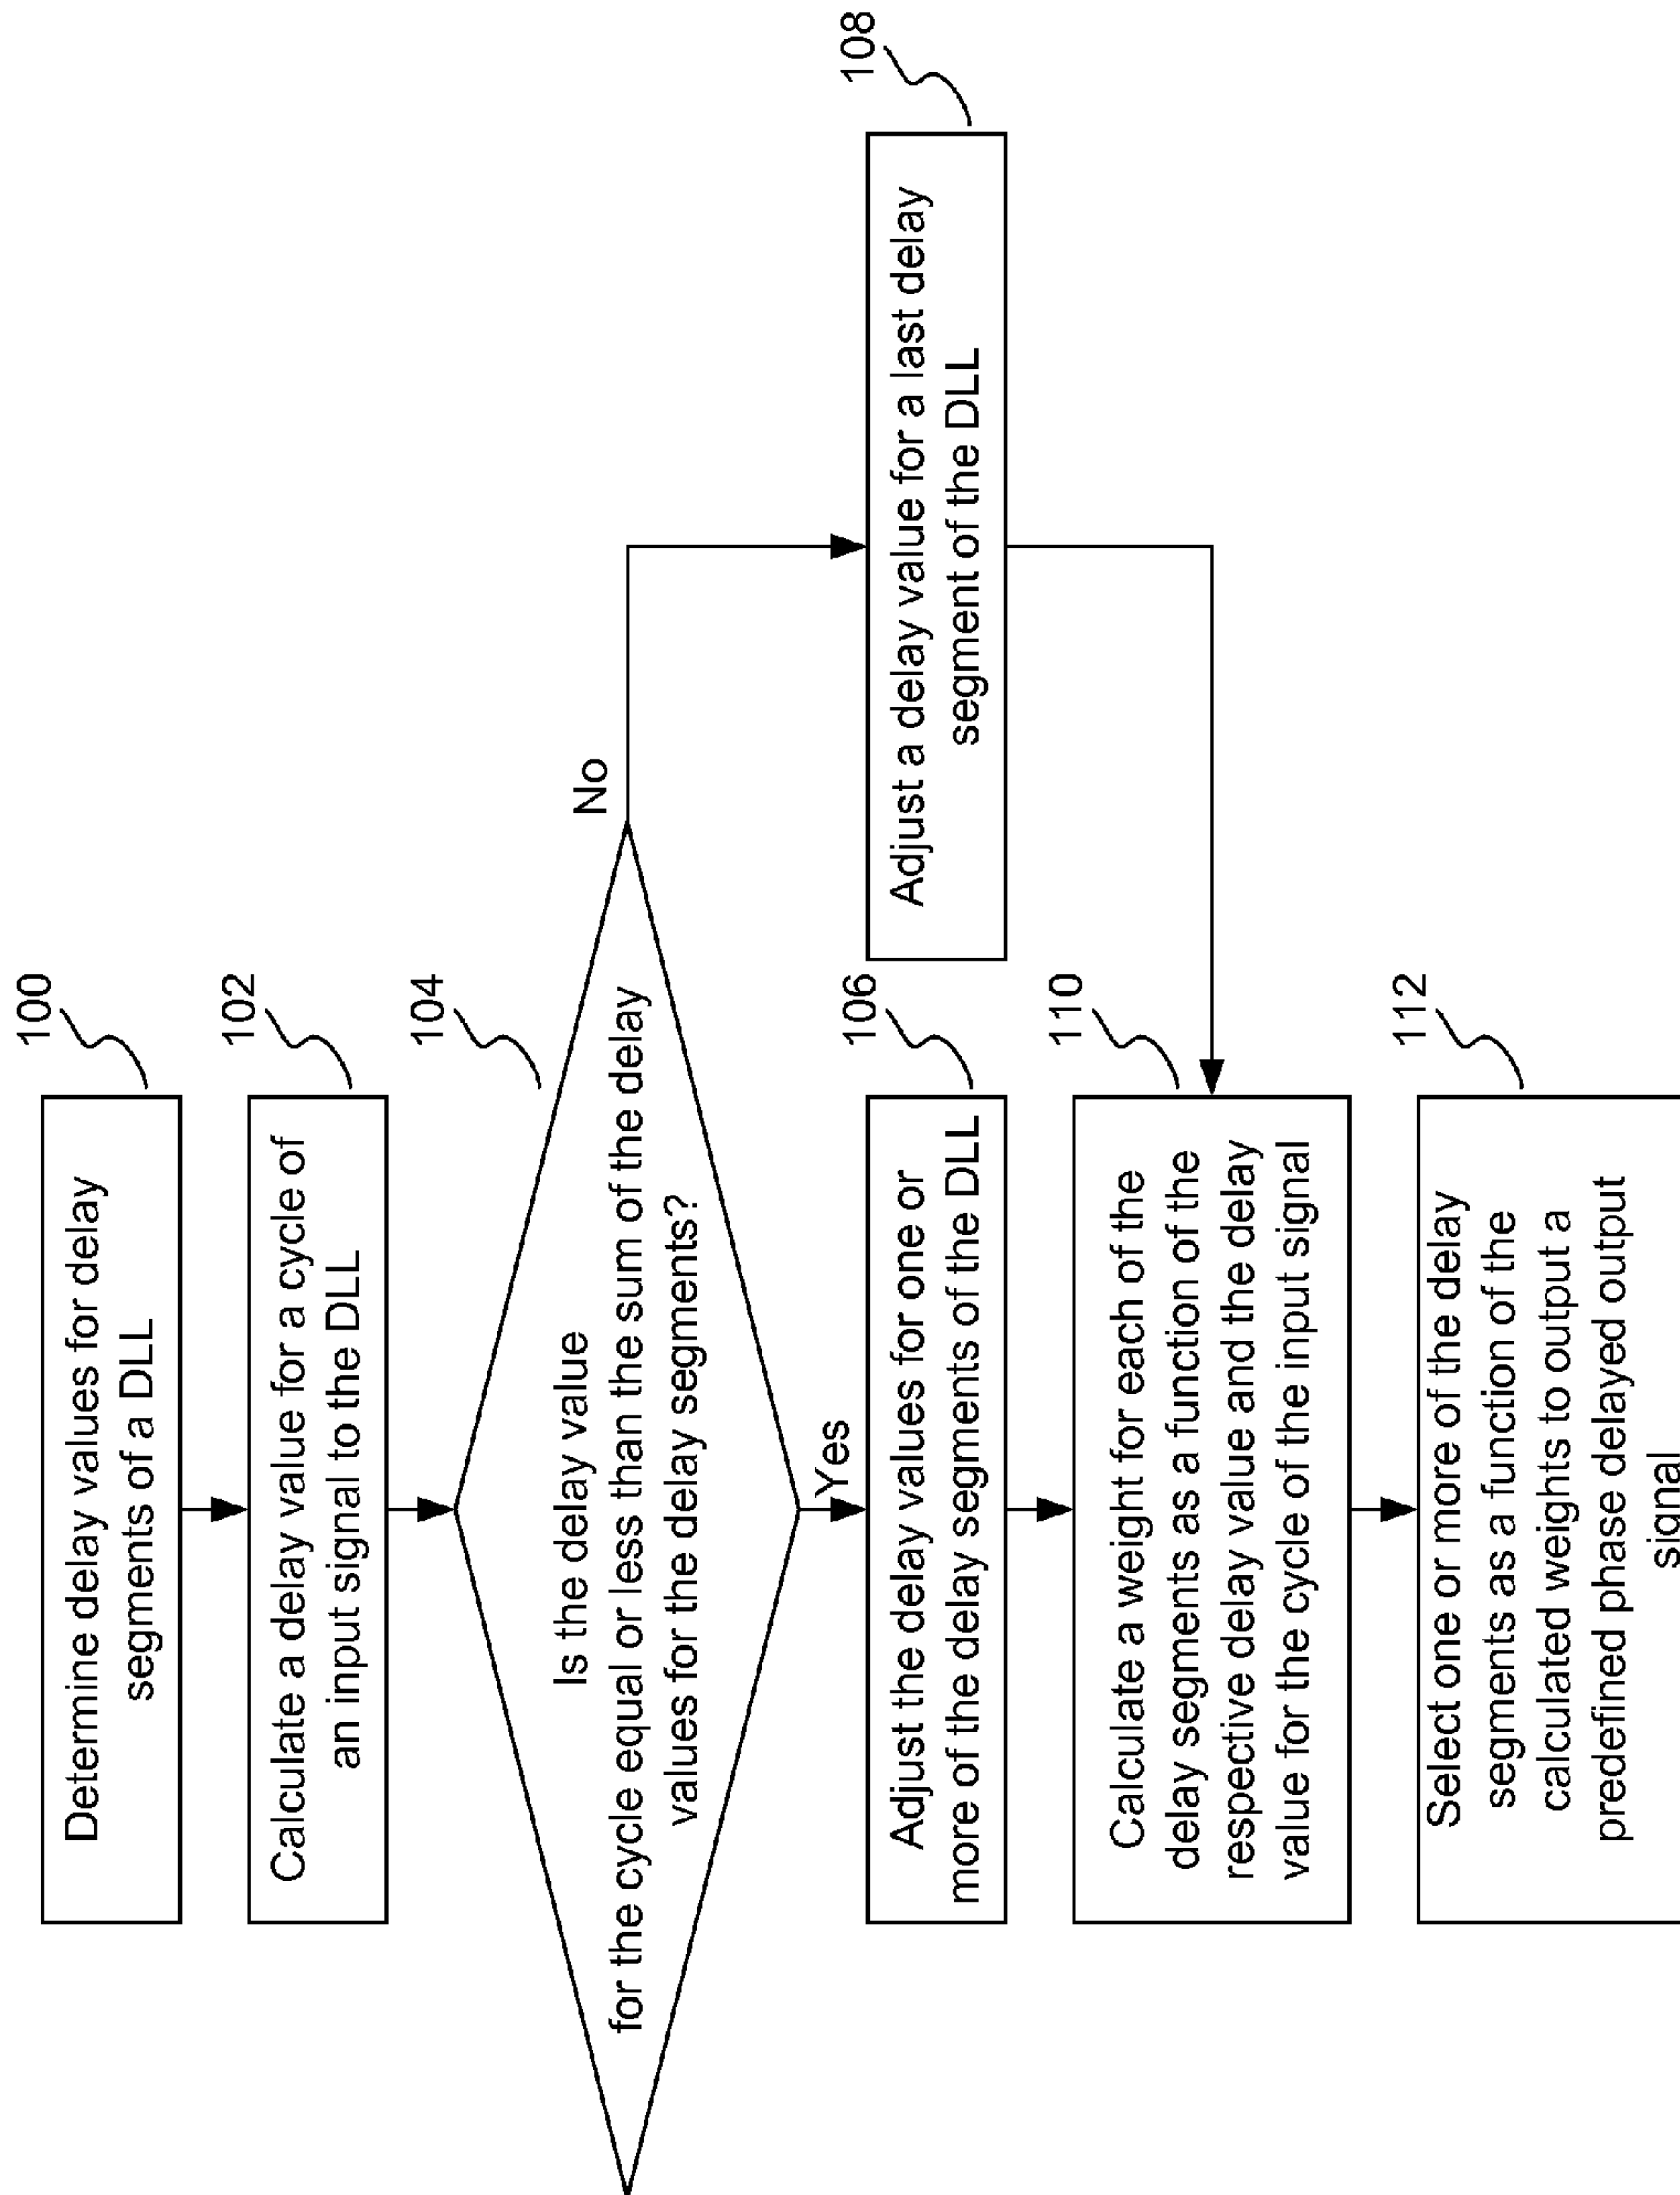 100
Determine delay values for delay
segments of a DLL
102
Calculate a delay value for a cycle of
an input signal to the DLL
104
Is the delay value
for the cycle equal or less than the sum of the delay
values for the delay segments?
No
Yes
106
Adjust the delay values for one or
more of the delay segments of the DLL
108
Adjust a delay value for a last delay
segment of the DLL
110
Calculate a weight for each of the
delay segments as a function of the
respective delay value and the delay
value for the cycle of the input signal
112
Select one or more of the delay
segments as a function of the
calculated weights to output a
predefined phase delayed output
signal